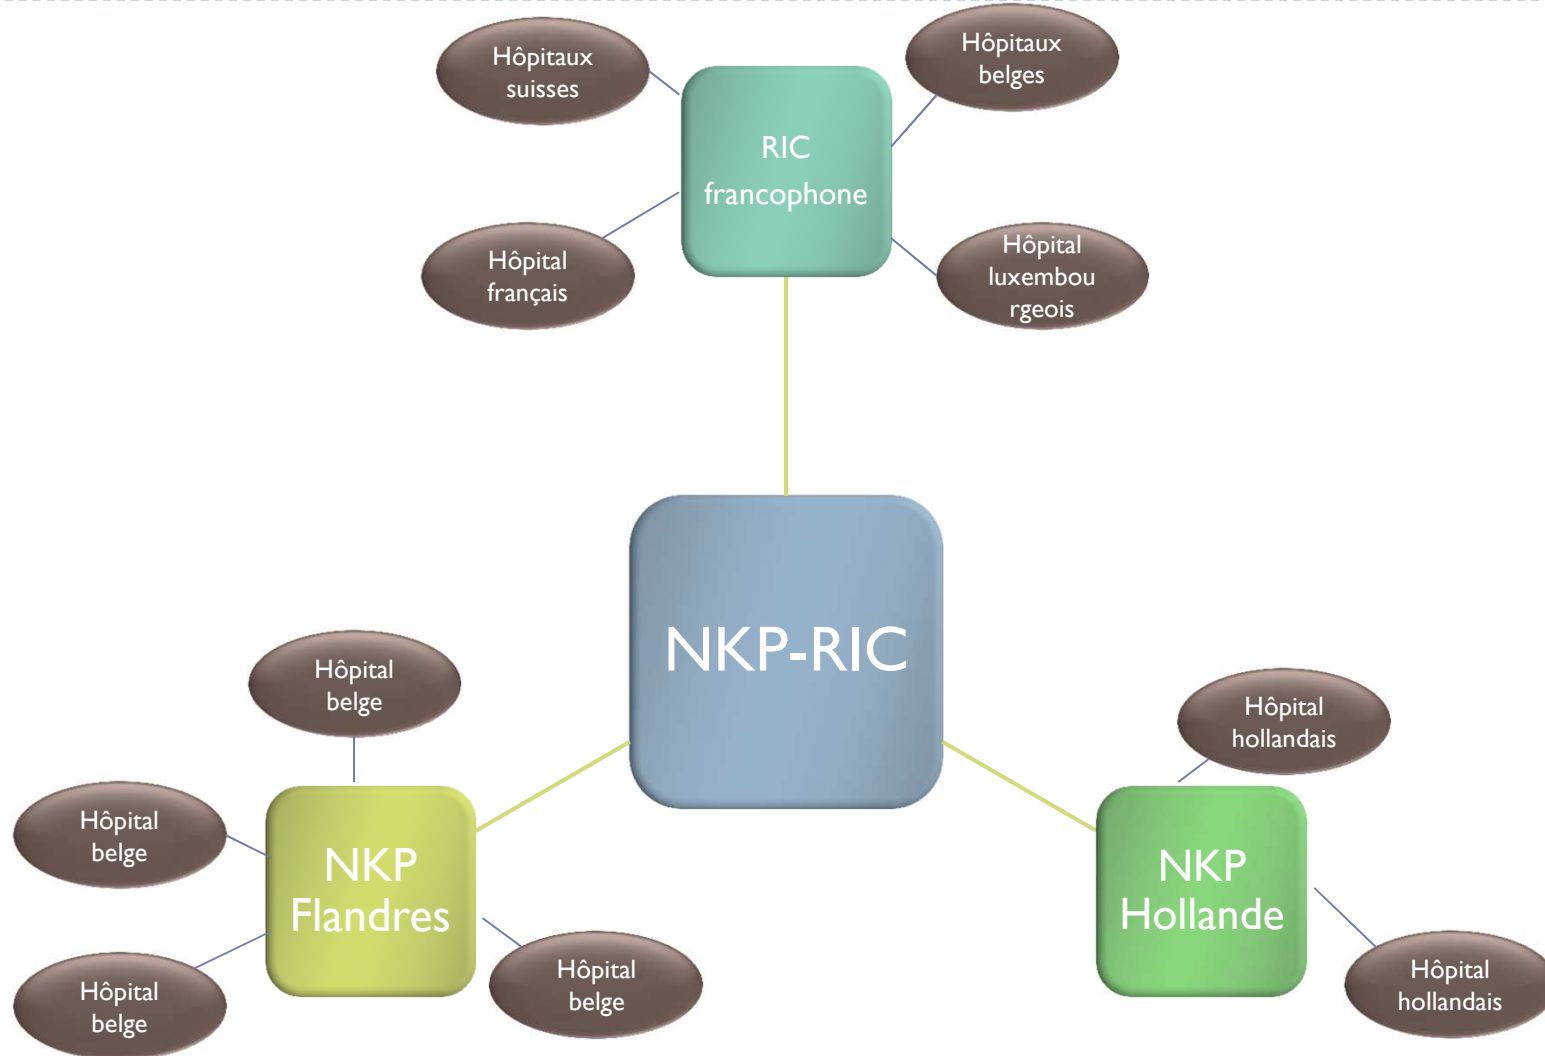 Hôpitaux
suisses
Hôpitaux
belges
RIC
francophone
Hôpital
français
Hôpital
luxembou
rgeois
NKP-RIC
Hôpital
belge
Hôpital
hollandais
Hôpital
belge
NKP
Flandres
NKP
Hollande
Hôpital
belge
Hôpital
belge
Hôpital
hollandais